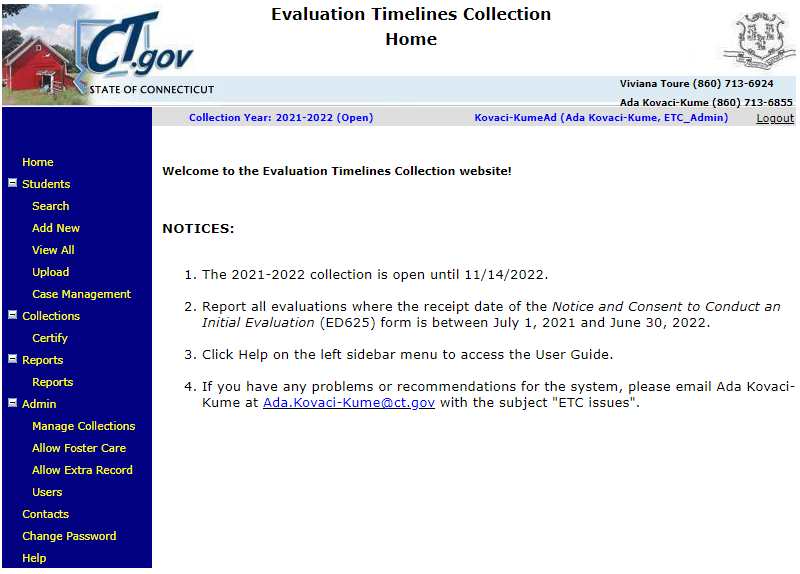 Evaluation Timelines Collection
Home
CT.gov
STATE OF CONNECTICUT
Viviana Toure (860) 713-6924
Ada Kovaci-Kume (860) 713-6855
Collection Year: 2021-2022 (Open)
Kovaci-KumeAd (Ada Kovaci-Kume, ETC_Admin)
Logout
Home
Students
Search
Add New
View All
Upload
Case Management
Collections
Certify
Reports
Reports
Admin
Manage Collections
Allow Foster Care
Allow Extra Record
Users
Contacts
Change Password
Help
Welcome to the Evaluation Timelines Collection website!
NOTICES:
1. The 2021-2022 collection is open until 11/14/2022.
2. Report all evaluations where the receipt date of the Notice and Consent to Conduct an
Initial Evaluation (ED625) form is between July 1, 2021 and June 30, 2022.
3. Click Help on the left sidebar menu to access the User Guide.
4. If you have any problems or recommendations for the system, please email Ada Kovaci-
Kume at Ada.Kovaci-Kume@ct.gov with the subject "ETC issues".